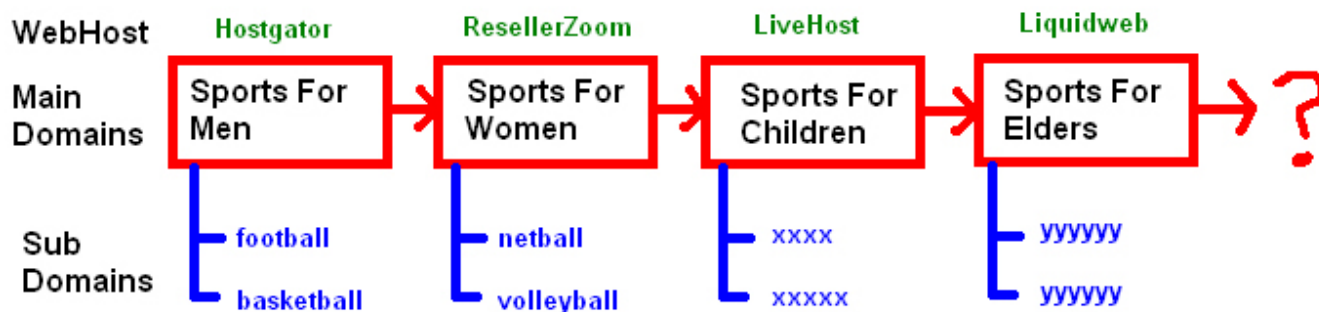 WebHost Hostgator ResellerZoom LiveHost Liquidweb
Main Domains
Sports For Men
Sports For Women
Sports For Children
Sports For Elders
?
Sub Domains
football netball xxxx yyyyyy
basketball volleyball xxxxx yyyyyy